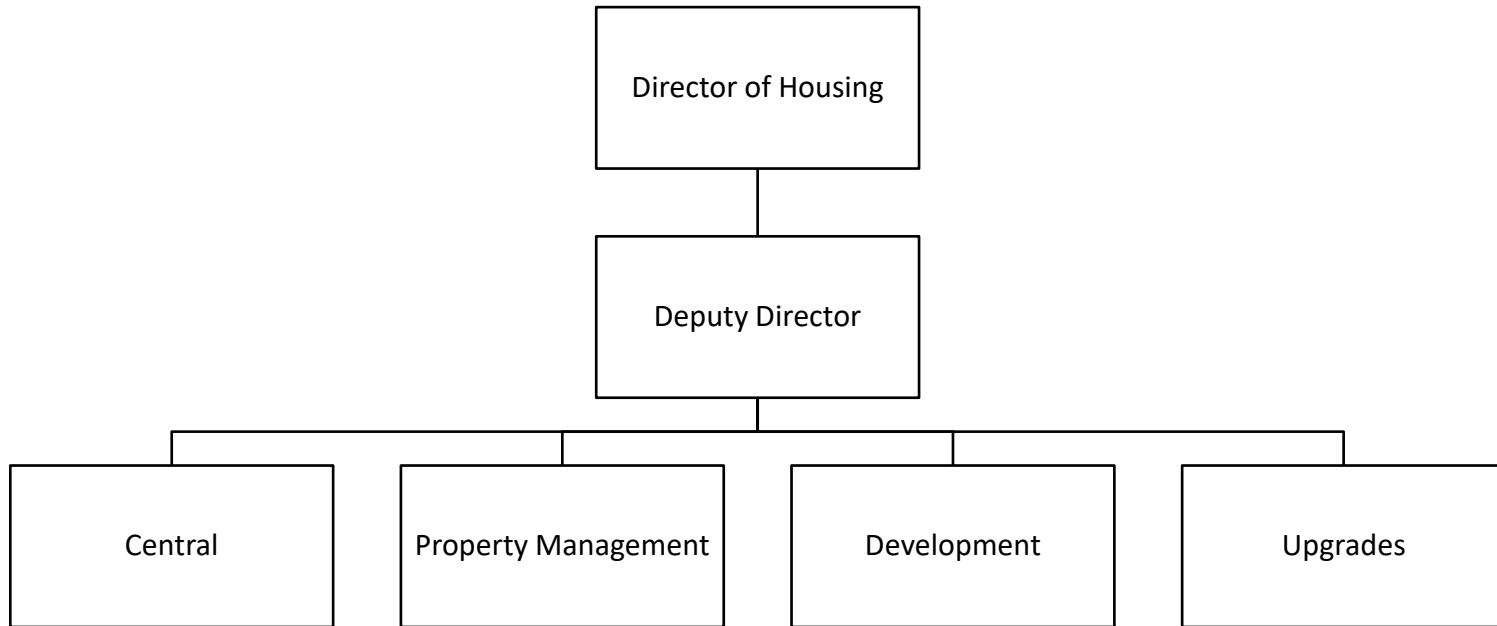 Director of Housing
Deputy Director
Central
Property Management
Development
Upgrades